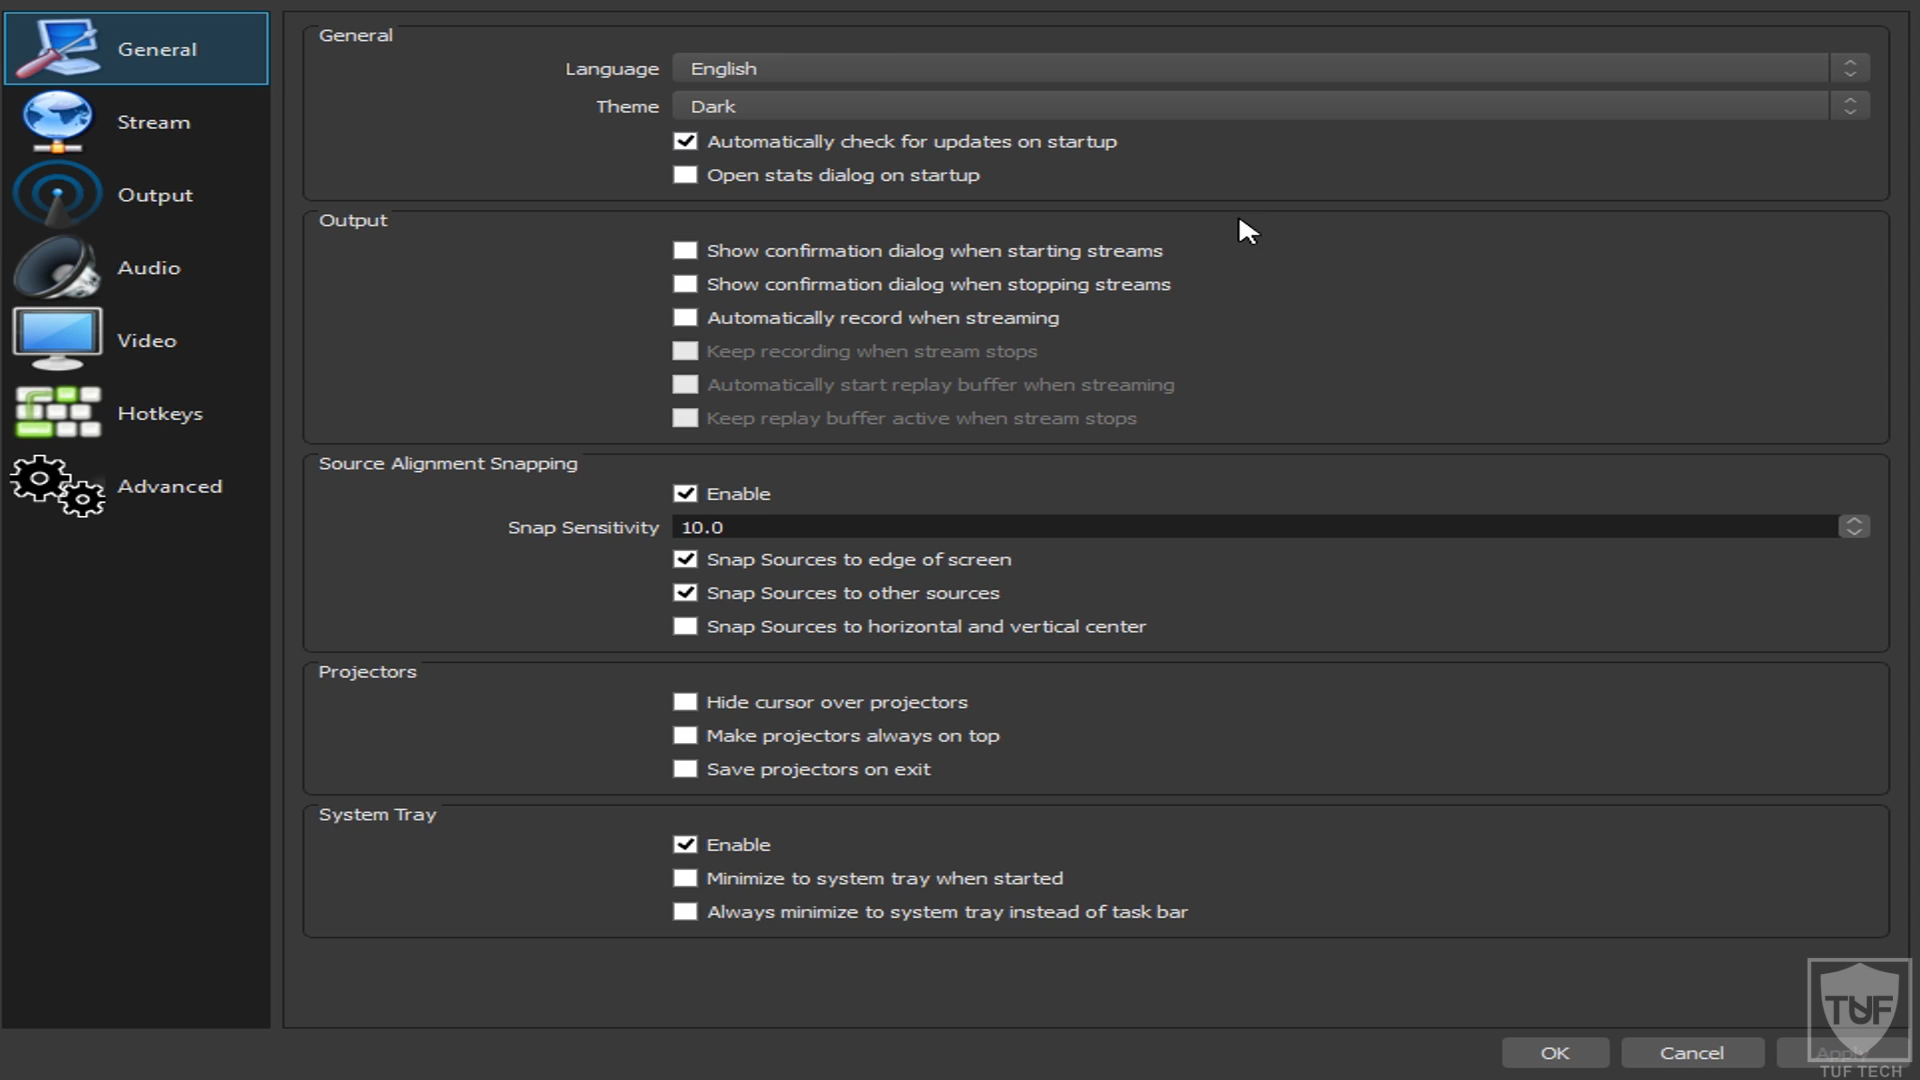 General
Stream
Output
Audio
Video
Hotkeys
Advanced
General
Language English
Theme Dark
Automatically check for updates on startup
Open stats dialog on startup
Output
Show confirmation dialog when starting streams
Show confirmation dialog when stopping streams
Automatically record when streaming
Keep recording when stream stops
Automatically start replay buffer when streaming
Keep replay buffer active when stream stops
Source Alignment Snapping
Enable
Snap Sensitivity 10.0
Snap Sources to edge of screen
Snap Sources to other sources
Snap Sources to horizontal and vertical center
Projectors
Hide cursor over projectors
Make projectors always on top
Save projectors on exit
System Tray
Enable
Minimize to system tray when started
Always minimize to system tray instead of task bar
OK Cancel Apply
TUF
TUF TECH